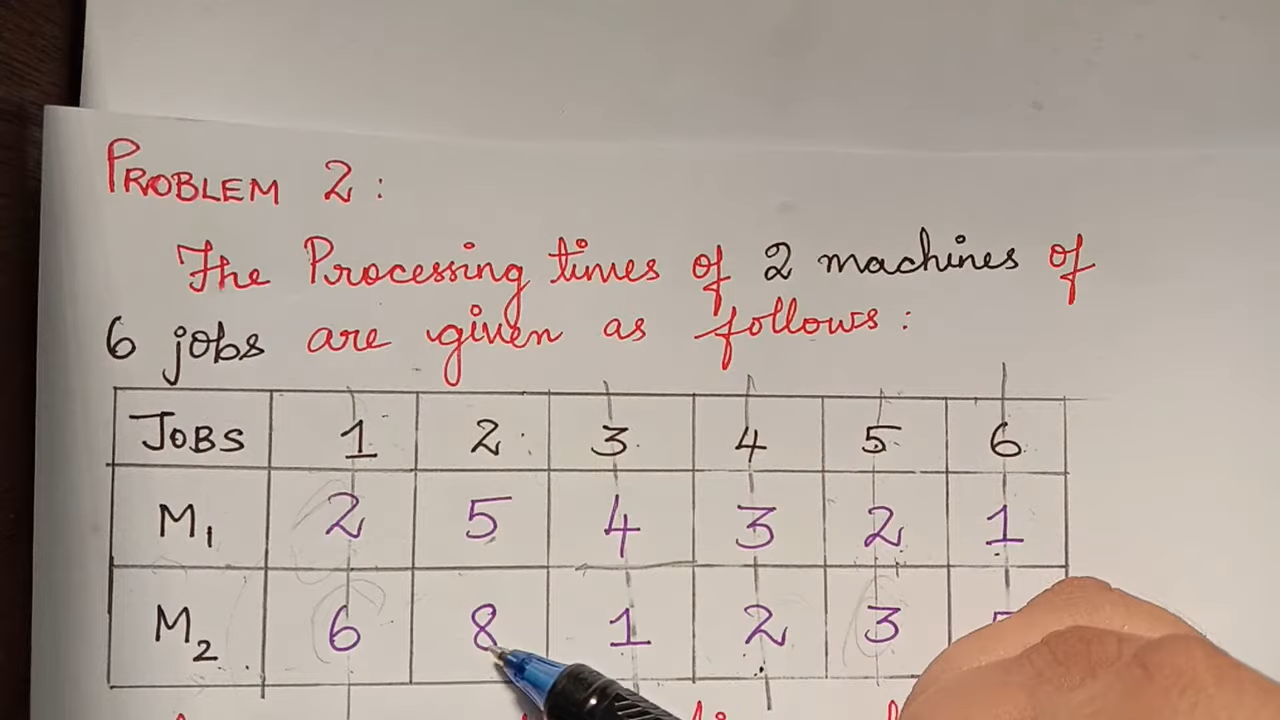 PROBLEM 2 :
The Processing times of 2 machines of
6 jobs are given as follows :
JOBS 1 2 3 4 5 6
M1 2 5 4 3 2 1
M2 6 8 1 2 3